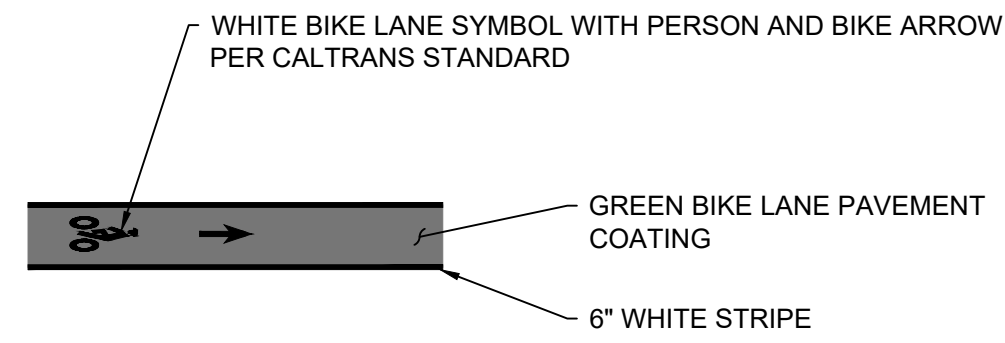 WHITE BIKE LANE SYMBOL WITH PERSON AND BIKE ARROW
PER CALTRANS STANDARD
GREEN BIKE LANE PAVEMENT
COATING
6" WHITE STRIPE